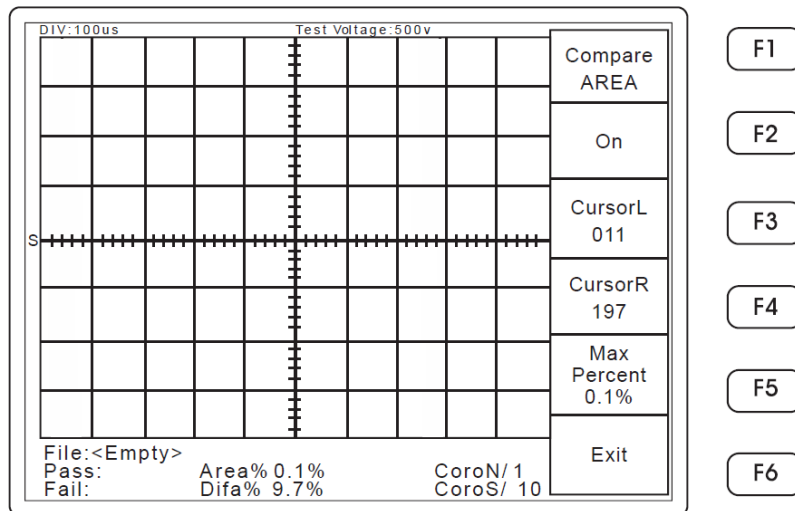 DIV:100us Test Voltage:500v
Compare
AREA
F1
On
F2
S
CursorL
011
F3
CursorR
197
F4
Max
Percent
0.1%
F5
Exit
F6
File:<Empty>
Pass: Area% 0.1% CoroN/ 1
Fail: Difa% 9.7% CoroS/ 10